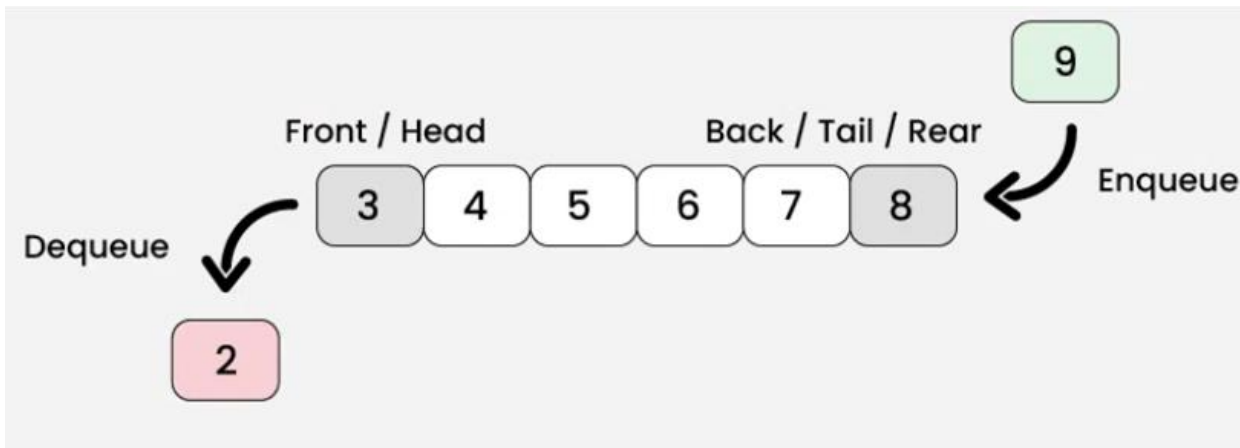 9
Front / Head
Back / Tail / Rear
Enqueue
3 4 5 6 7 8
Dequeue
2